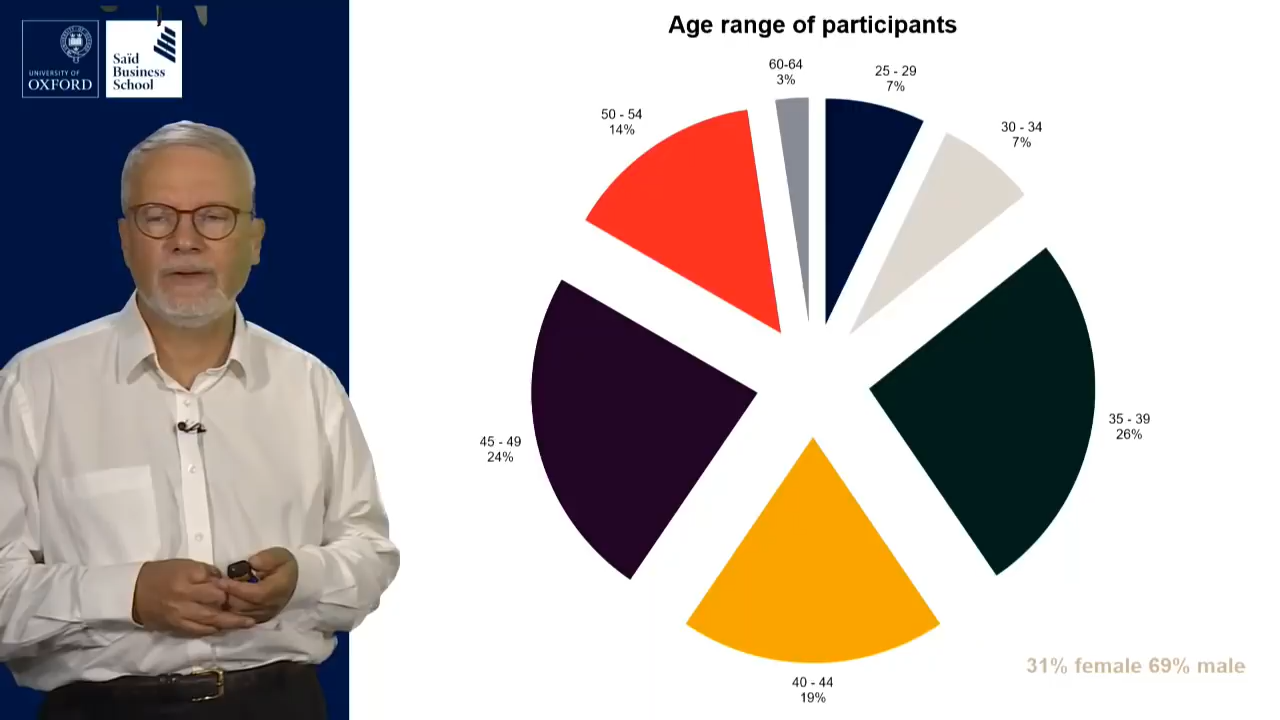 UNIVERSITY OF
OXFORD
Saïd
Business
School
Age range of participants
60-64
3%
25 - 29
7%
50 - 54
14%
30 - 34
7%
35 - 39
26%
45 - 49
24%
40 - 44
19%
31% female 69% male